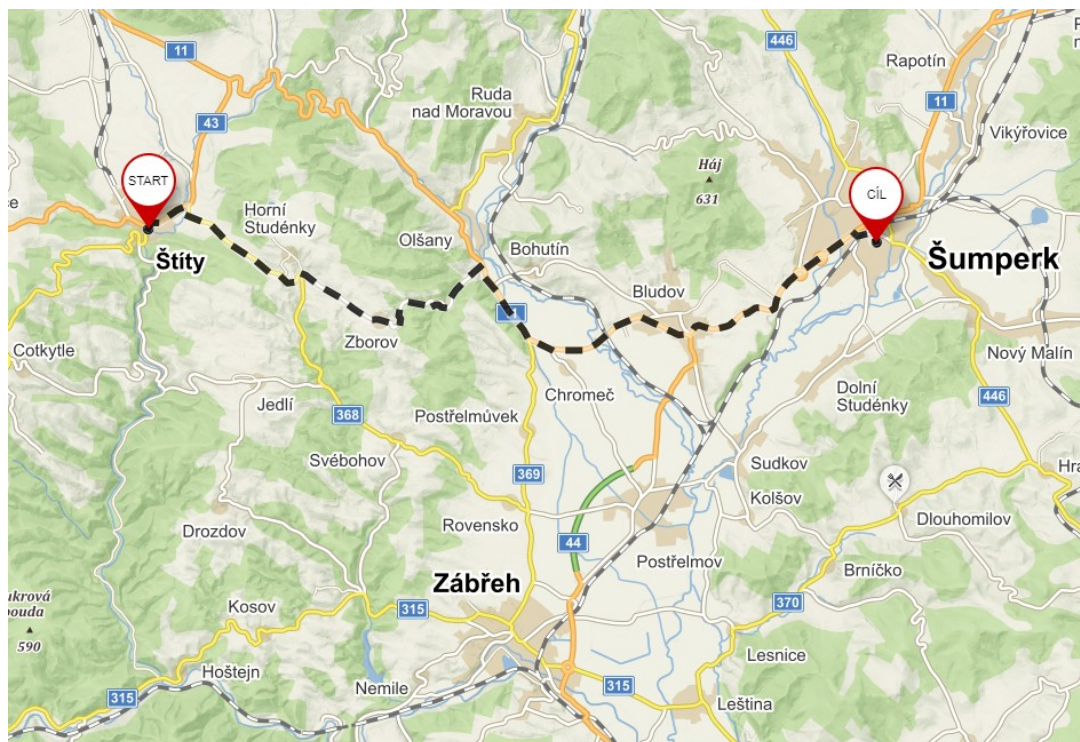 446
Rapotín
11
11
Ruda
nad Moravou
43
Vikýřovice
Háj
631
START
CÍL
Horní
Studénky
Olšany
Bohutín
Štíty
Šumperk
Bludov
Zborov
Cotkytle
Nový Malín
Chromeč
Dolní
Studénky
446
Jedlí
368
Postřelmůvek
Svébohov
369
Sudkov
Kolšov
Hra
Rovensko
Drozdov
Dlouhomilov
44
Postřelmov
Zábřeh
Brníčko
ukrová
bouda
590
Kosov
315
370
Lesnice
Hoštejn
Nemile
315
315
Leština